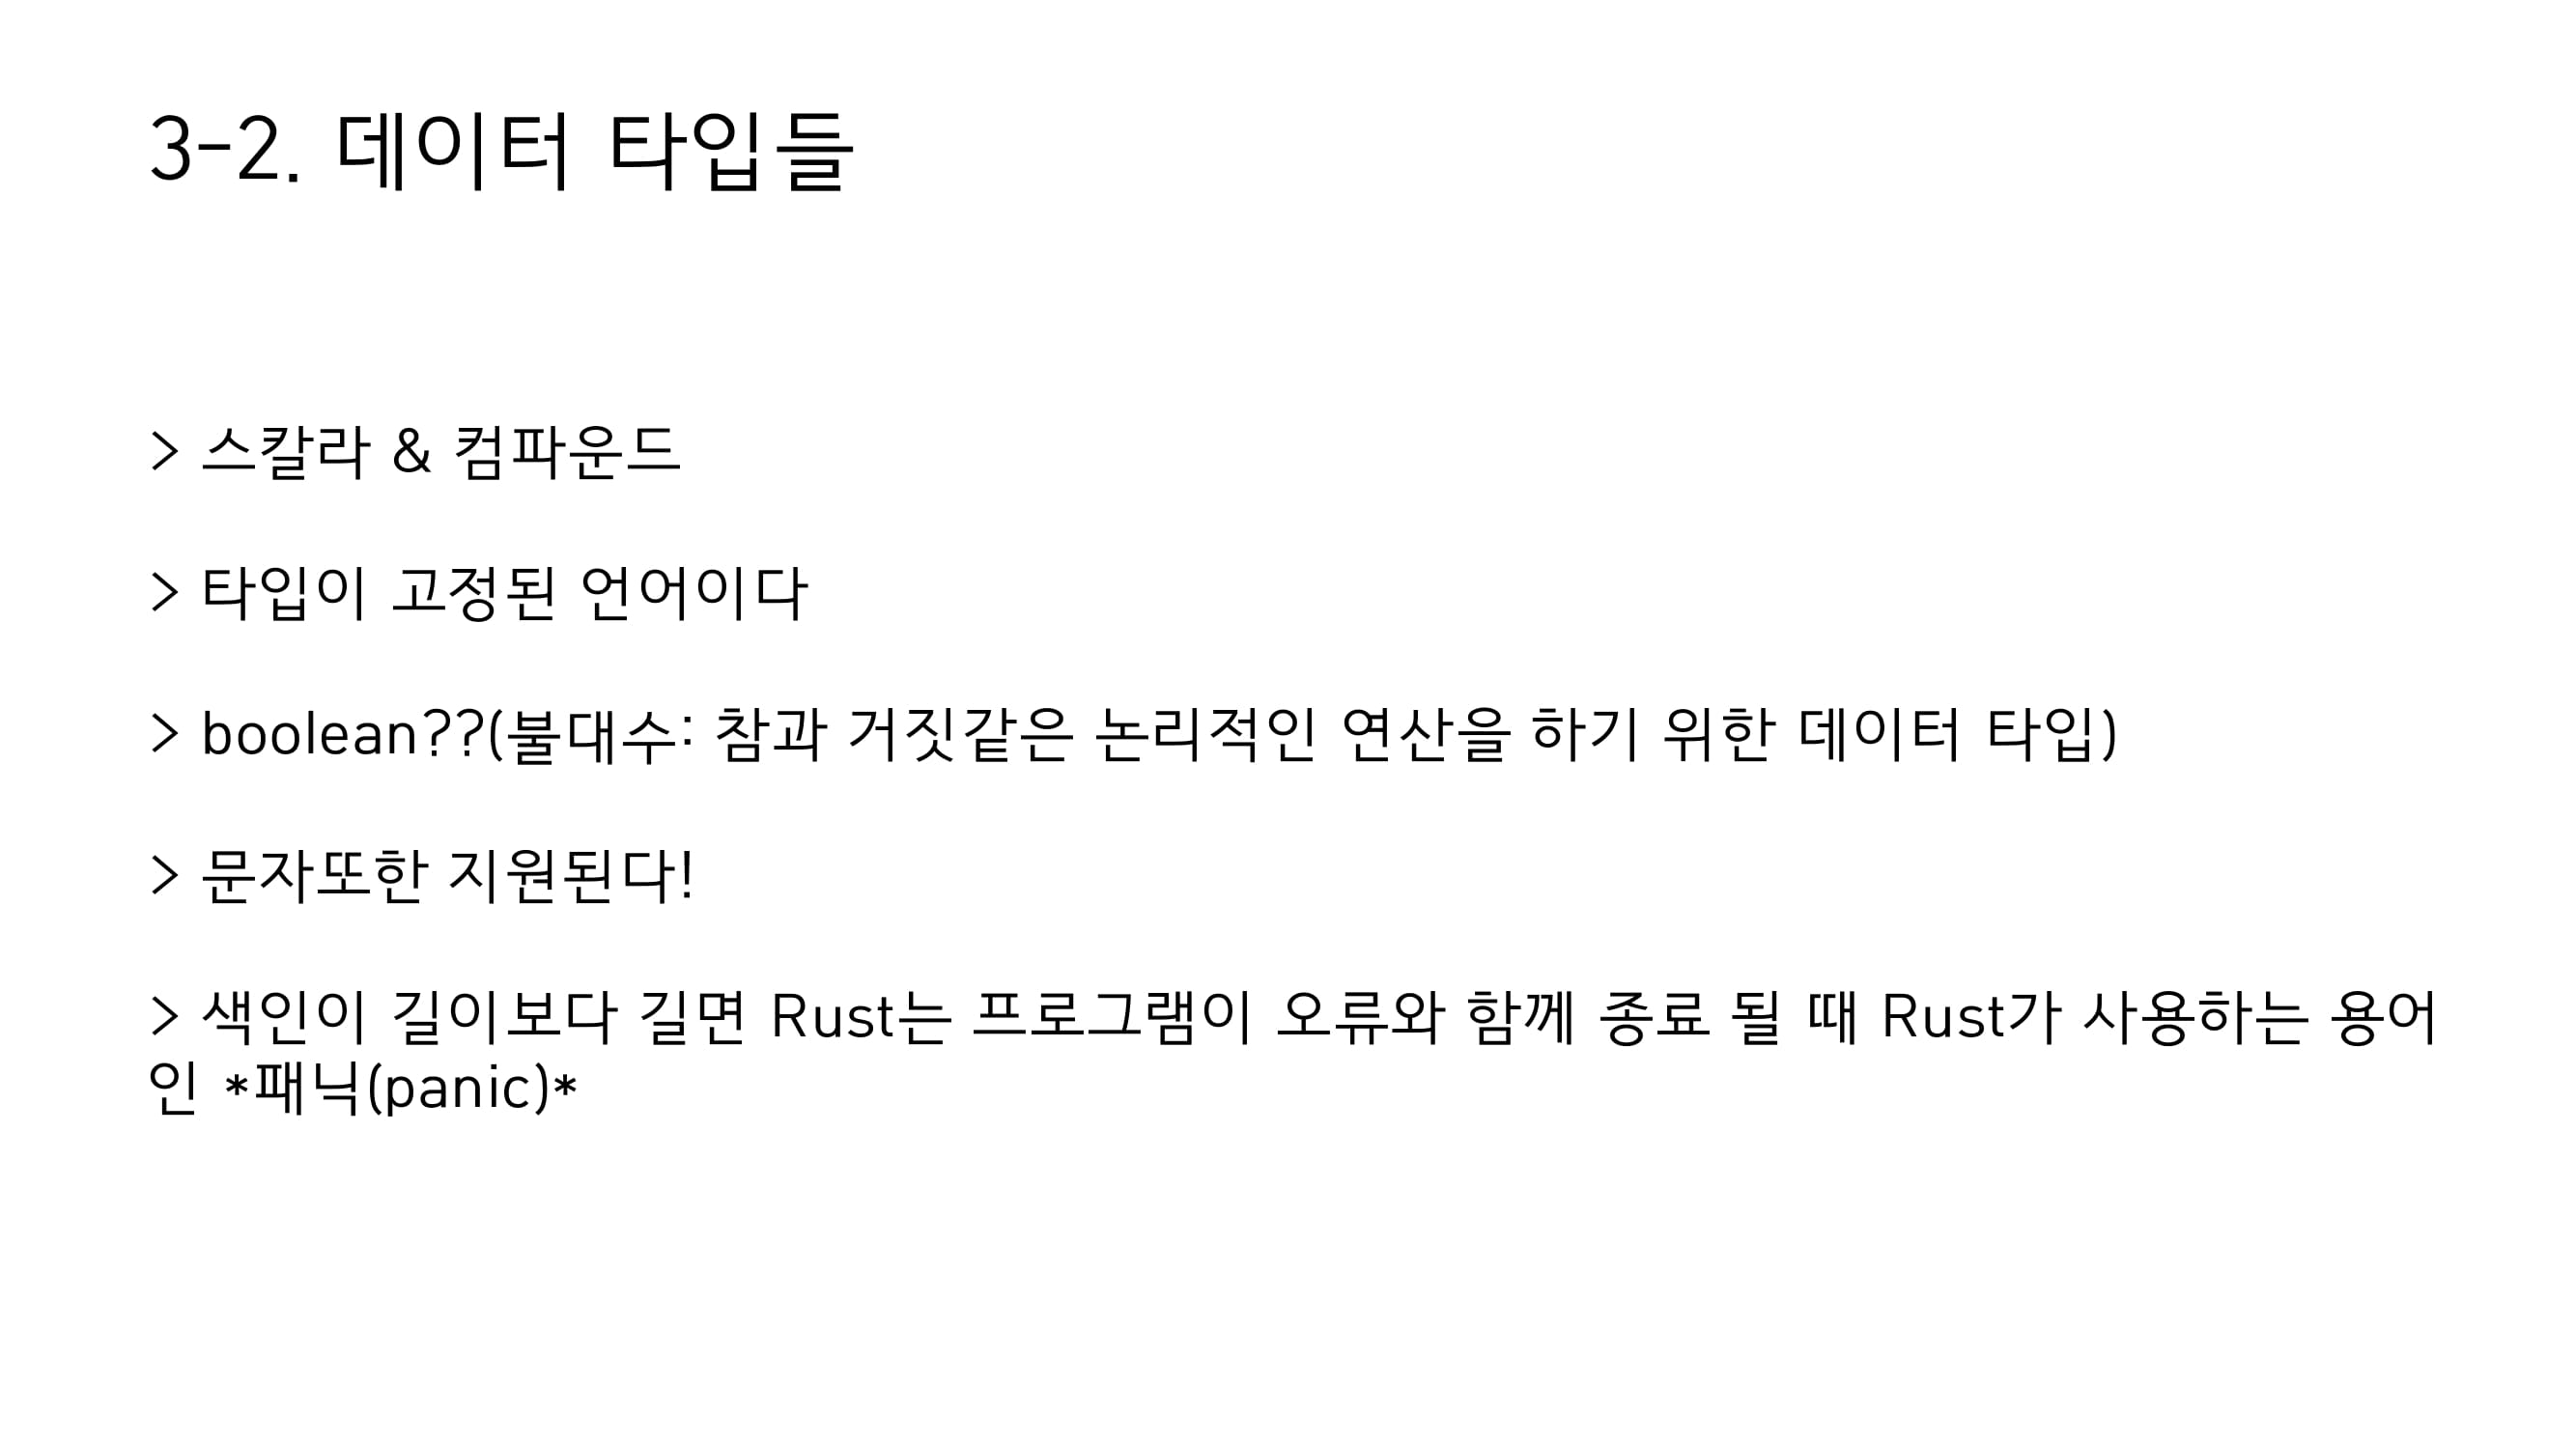 3-2. 데이터 타입들
> 스칼라 & 컴파운드
> 타입이 고정된 언어이다
> boolean??(불대수: 참과 거짓같은 논리적인 연산을 하기 위한 데이터 타입)
> 문자또한 지원된다!
> 색인이 길이보다 길면 Rust는 프로그램이 오류와 함께 종료 될 때 Rust가 사용하는 용어
인 *패닉(panic)*